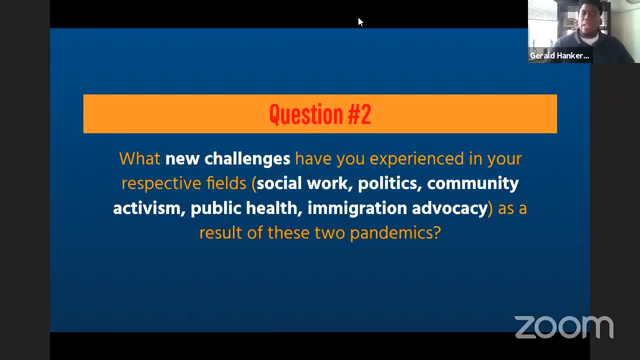 Gerald Hanker...
Question #2
What new challenges have you experienced in your
respective fields (social work, politics, community
activism, public health, immigration advocacy) as a
result of these two pandemics?
zoom